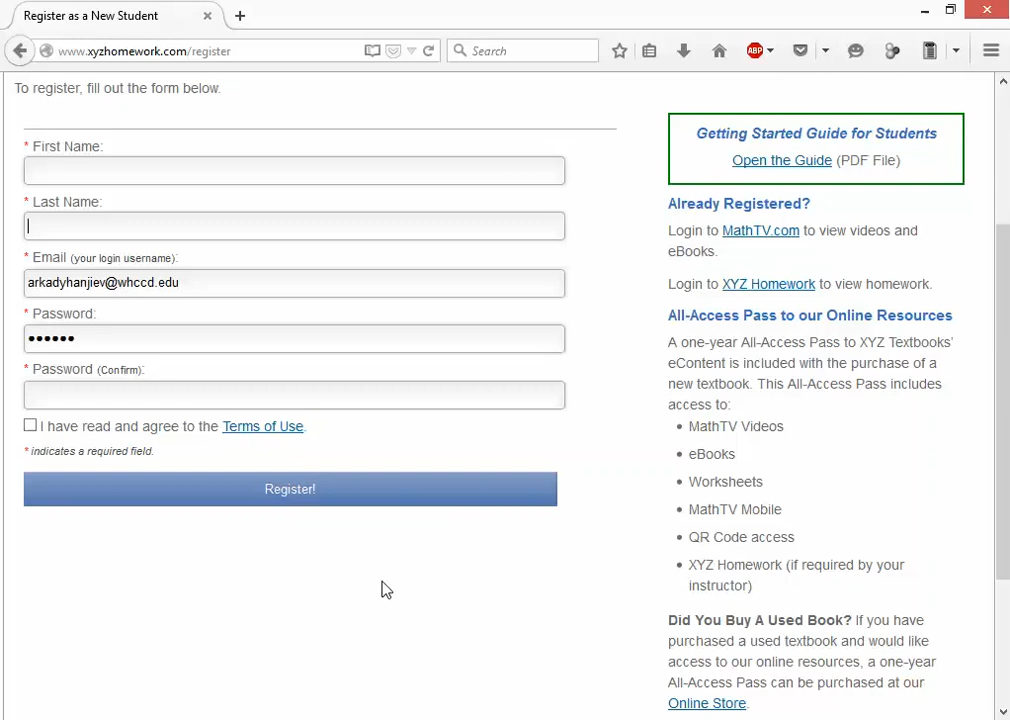 Register as a New Student × +
www.xyzhomework.com/register Search ABP
To register, fill out the form below.
* First Name:
* Last Name:
* Email (your login username):
arkadyhanjiev@whccd.edu
* Password:
••••••
* Password (Confirm):
I have read and agree to the Terms of Use.
* indicates a required field.
Register!
Getting Started Guide for Students
Open the Guide (PDF File)
Already Registered?
Login to MathTV.com to view videos and
eBooks.
Login to XYZ Homework to view homework.
All-Access Pass to our Online Resources
A one-year All-Access Pass to XYZ Textbooks'
eContent is included with the purchase of a
new textbook. This All-Access Pass includes
access to:
• MathTV Videos
• eBooks
• Worksheets
• MathTV Mobile
• QR Code access
• XYZ Homework (if required by your
instructor)
Did You Buy A Used Book? If you have
purchased a used textbook and would like
access to our online resources, a one-year
All-Access Pass can be purchased at our
Online Store.